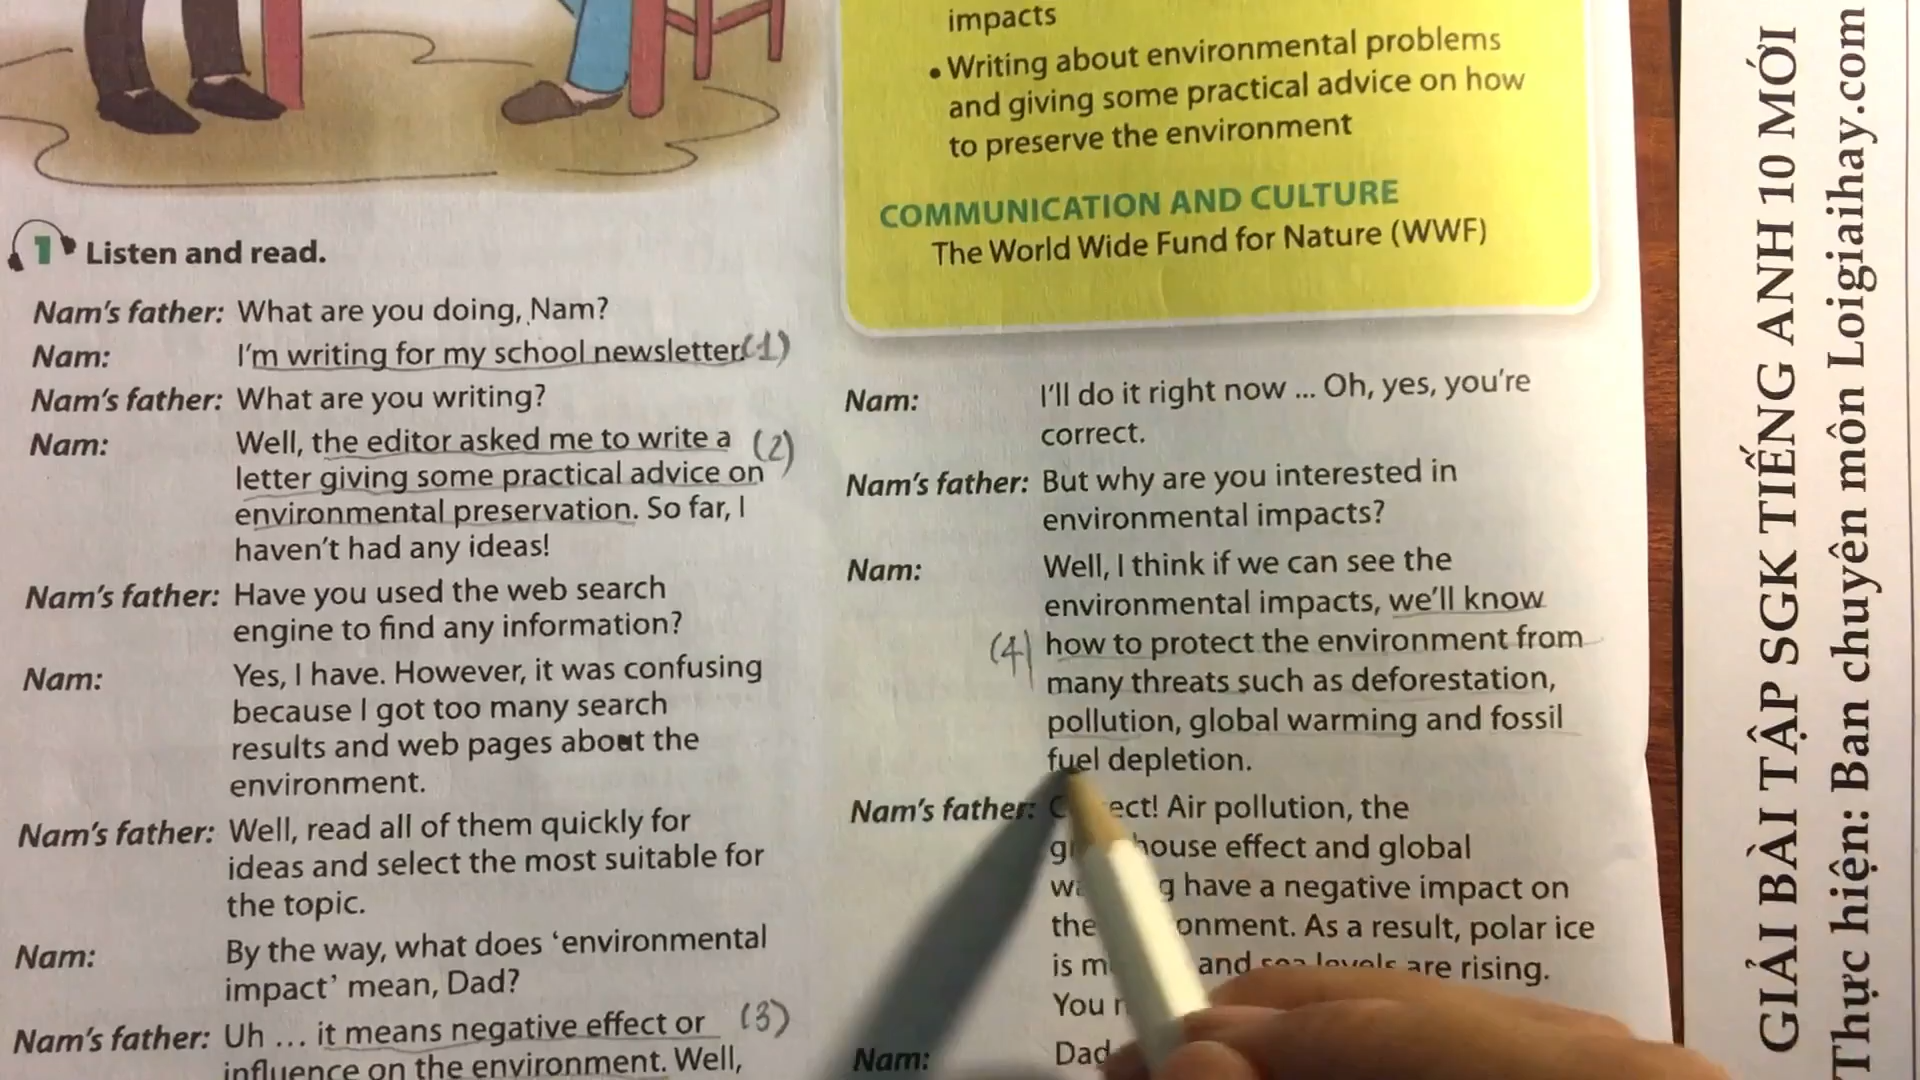 impacts
• Writing about environmental problems
and giving some practical advice on how
to preserve the environment
COMMUNICATION AND CULTURE
The World Wide Fund for Nature (WWF)
1 Listen and read.
Nam's father: What are you doing, Nam?
Nam: I'm writing for my school newsletter. (1)
Nam's father: What are you writing?
Nam: Well, the editor asked me to write a (2)
letter giving some practical advice on
environmental preservation. So far, I
haven't had any ideas!
Nam's father: Have you used the web search
engine to find any information?
Nam: Yes, I have. However, it was confusing
because I got too many search
results and web pages about the
environment.
Nam's father: Well, read all of them quickly for
ideas and select the most suitable for
the topic.
Nam: By the way, what does ‘environmental
impact’ mean, Dad?
Nam's father: Uh ... it means negative effect or (3)
influence on the environment. Well,
Nam: I'll do it right now ... Oh, yes, you're
correct.
Nam's father: But why are you interested in
environmental impacts?
Nam: Well, I think if we can see the
environmental impacts, we'll know
(4) how to protect the environment from
many threats such as deforestation,
pollution, global warming and fossil
fuel depletion.
Nam's father: Air pollution, the
effect and global
have a negative impact on
the As a result, polar ice
is and sea levels are rising.
You
Nam: Dad
GIẢI BÀI TẬP SGK TIẾNG ANH 10 MỚI
Thực hiện: Ban chuyên môn Loigiaihay.com